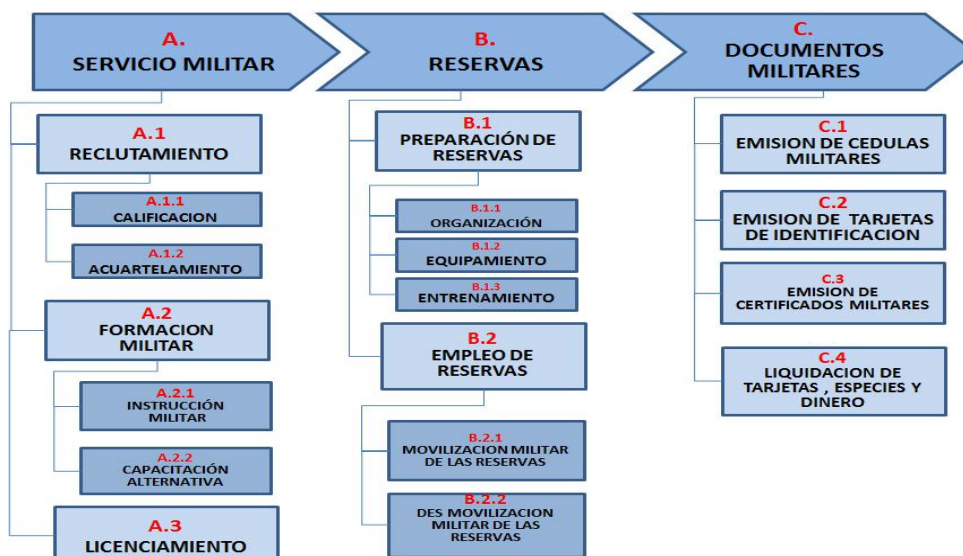 A.
SERVICIO MILITAR
A.1
RECLUTAMIENTO
A.1.1
CALIFICACION
A.1.2
ACUARTELAMIENTO
A.2
FORMACION
MILITAR
A.2.1
INSTRUCCIÓN
MILITAR
A.2.2
CAPACITACIÓN
ALTERNATIVA
A.3
LICENCIAMIENTO
B.
RESERVAS
B.1
PREPARACIÓN DE
RESERVAS
B.1.1
ORGANIZACIÓN
B.1.2
EQUIPAMIENTO
B.1.3
ENTRENAMIENTO
B.2
EMPLEO DE
RESERVAS
B.2.1
MOVILIZACION MILITAR
DE LAS RESERVAS
B.2.2
DES MOVILIZACION
MILITAR DE LAS
RESERVAS
C.
DOCUMENTOS
MILITARES
C.1
EMISION DE CEDULAS
MILITARES
C.2
EMISION DE TARJETAS
DE IDENTIFICACION
C.3
EMISION DE
CERTIFICADOS MILITARES
C.4
LIQUIDACION DE
TARJETAS , ESPECIES Y
DINERO